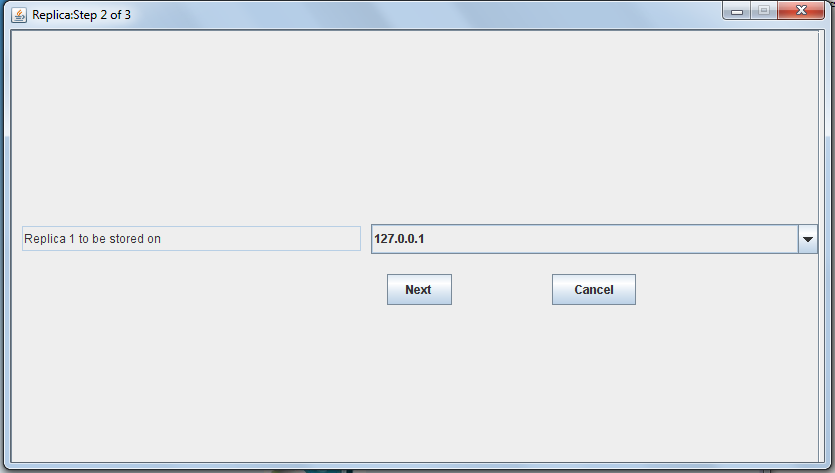 Replica:Step 2 of 3
Replica 1 to be stored on
127.0.0.1
Next
Cancel